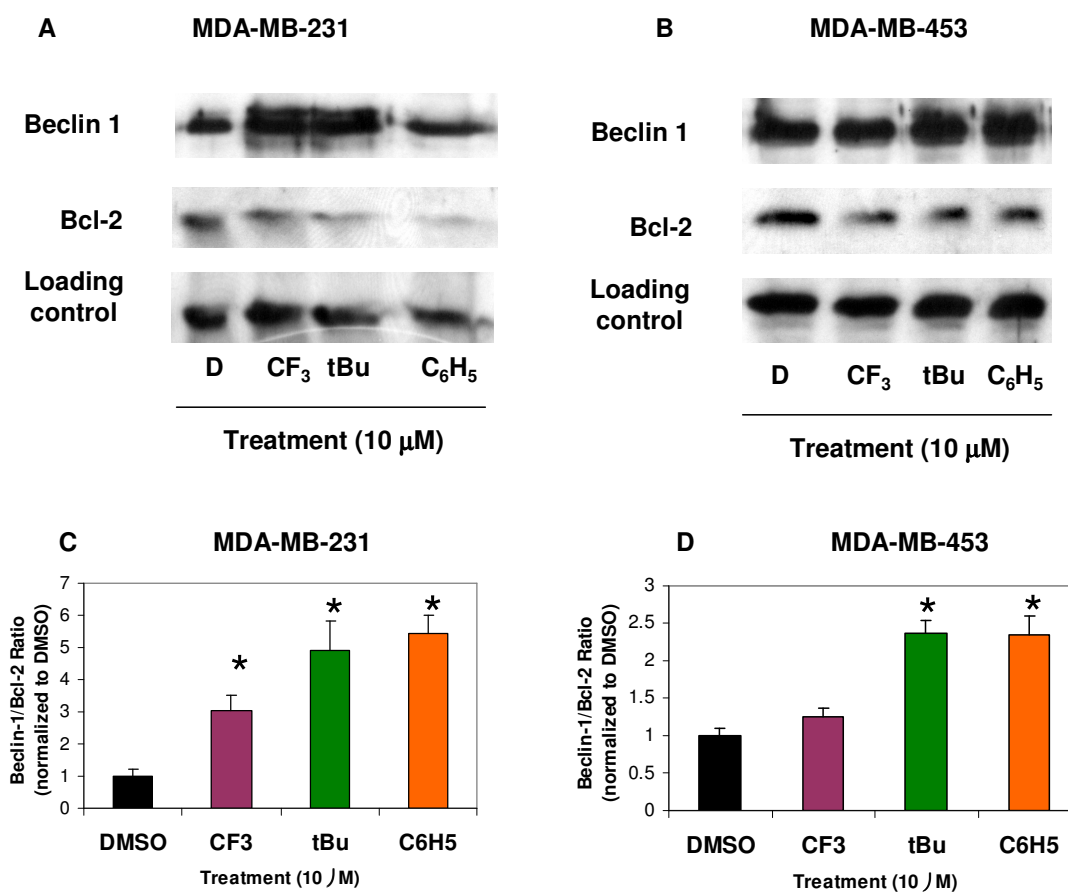 A MDA-MB-231
Beclin 1
Bcl-2
Loading
control
D CF₃ tBu C₆H₅
Treatment (10 μM)
B MDA-MB-453
Beclin 1
Bcl-2
Loading
control
D CF₃ tBu C₆H₅
Treatment (10 μM)
C MDA-MB-231
Beclin-1/Bcl-2 Ratio
(normalized to DMSO)
7
6
5
4
3
2
1
0
* * *
DMSO CF3 tBu C6H5
Treatment (10 ⟩ M)
D MDA-MB-453
Beclin-1/Bcl-2 Ratio
(normalized to DMSO)
3
2.5
2
1.5
1
0.5
0
* *
DMSO CF3 tBu C6H5
Treatment (10 ⟩ M)